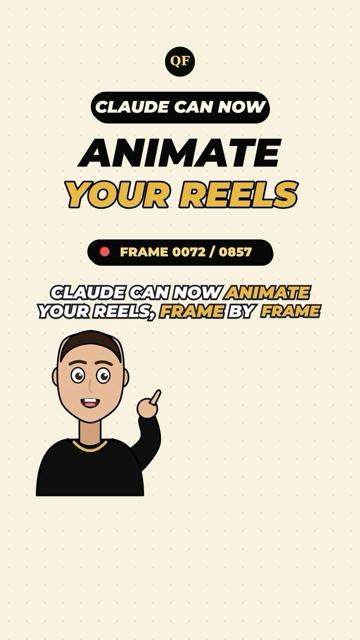 QF
CLAUDE CAN NOW
ANIMATE
YOUR REELS
FRAME 0072 / 0857
CLAUDE CAN NOW ANIMATE
YOUR REELS, FRAME BY FRAME